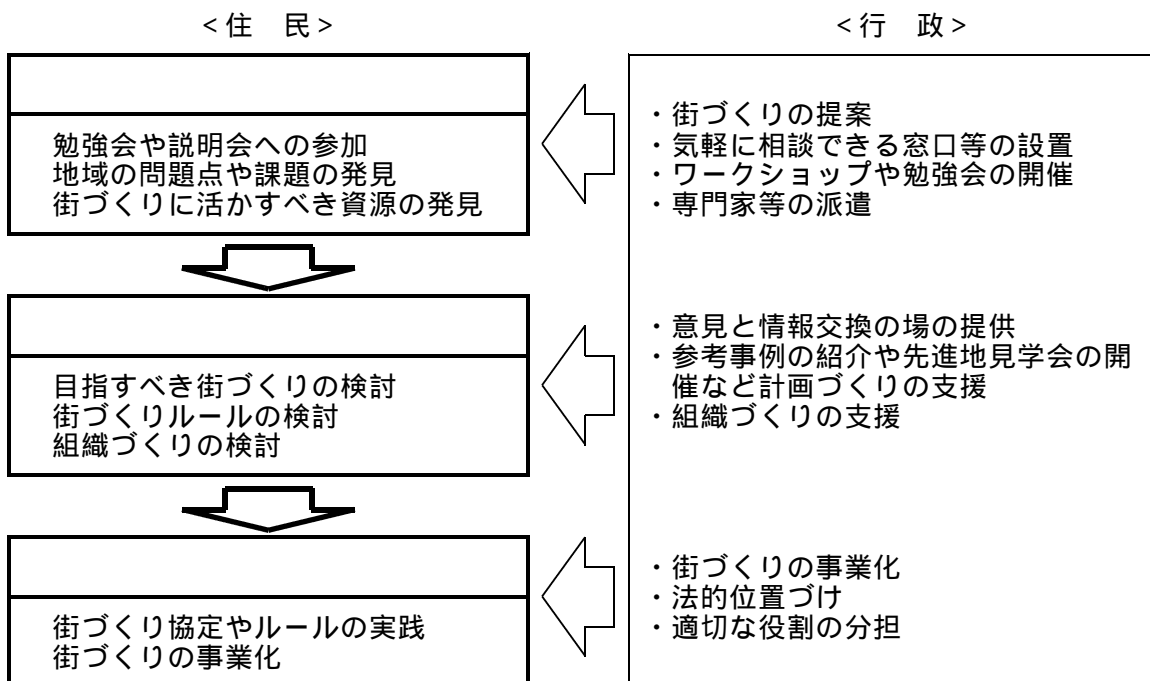 <住　民>
勉強会や説明会への参加
地域の問題点や課題の発見
街づくりに活かすべき資源の発見
目指すべき街づくりの検討
街づくりルールの検討
組織づくりの検討
街づくり協定やルールの実践
街づくりの事業化
<行　政>
・街づくりの提案
・気軽に相談できる窓口等の設置
・ワークショップや勉強会の開催
・専門家等の派遣
・意見と情報交換の場の提供
・参考事例の紹介や先進地見学会の開
催など計画づくりの支援
・組織づくりの支援
・街づくりの事業化
・法的位置づけ
・適切な役割の分担